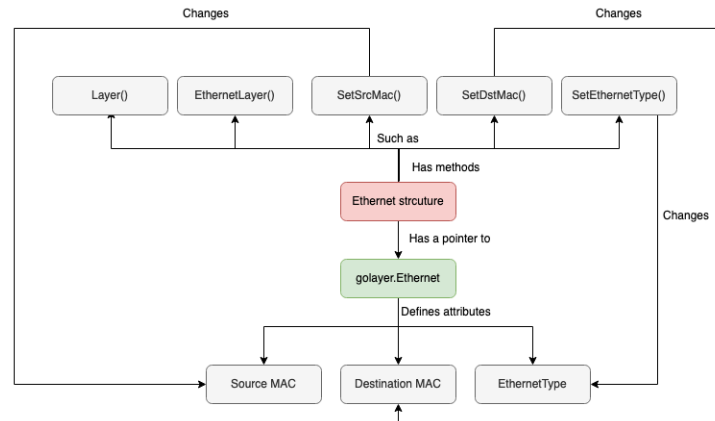 Changes
Changes
Layer()
EthernetLayer()
SetSrcMac()
SetDstMac()
SetEthernetType()
Such as
Has methods
Ethernet strcuture
Changes
Has a pointer to
golayer.Ethernet
Defines attributes
Source MAC
Destination MAC
EthernetType